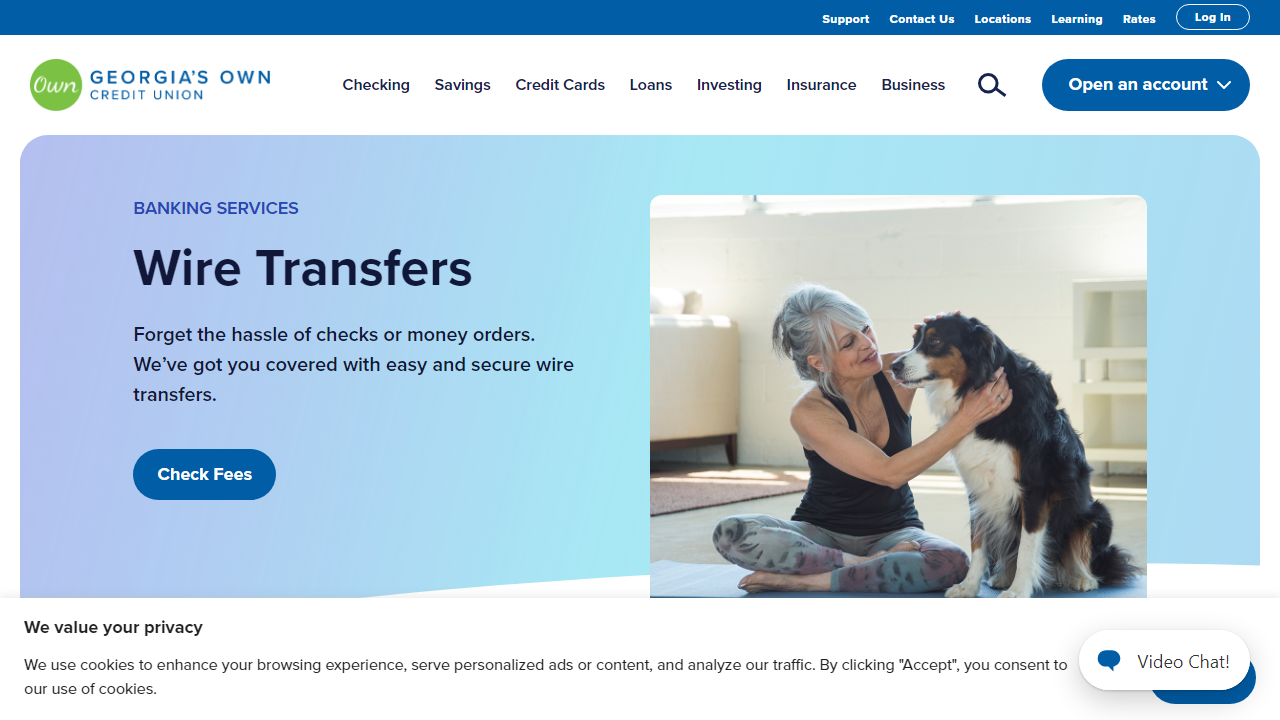 Support Contact Us Locations Learning Rates Log In
Own GEORGIA'S OWN
CREDIT UNION
Checking Savings Credit Cards Loans Investing Insurance Business Open an account
BANKING SERVICES
Wire Transfers
Forget the hassle of checks or money orders.
We’ve got you covered with easy and secure wire
transfers.
Check Fees
We value your privacy
We use cookies to enhance your browsing experience, serve personalized ads or content, and analyze our traffic. By clicking "Accept", you consent to
our use of cookies.
Video Chat!